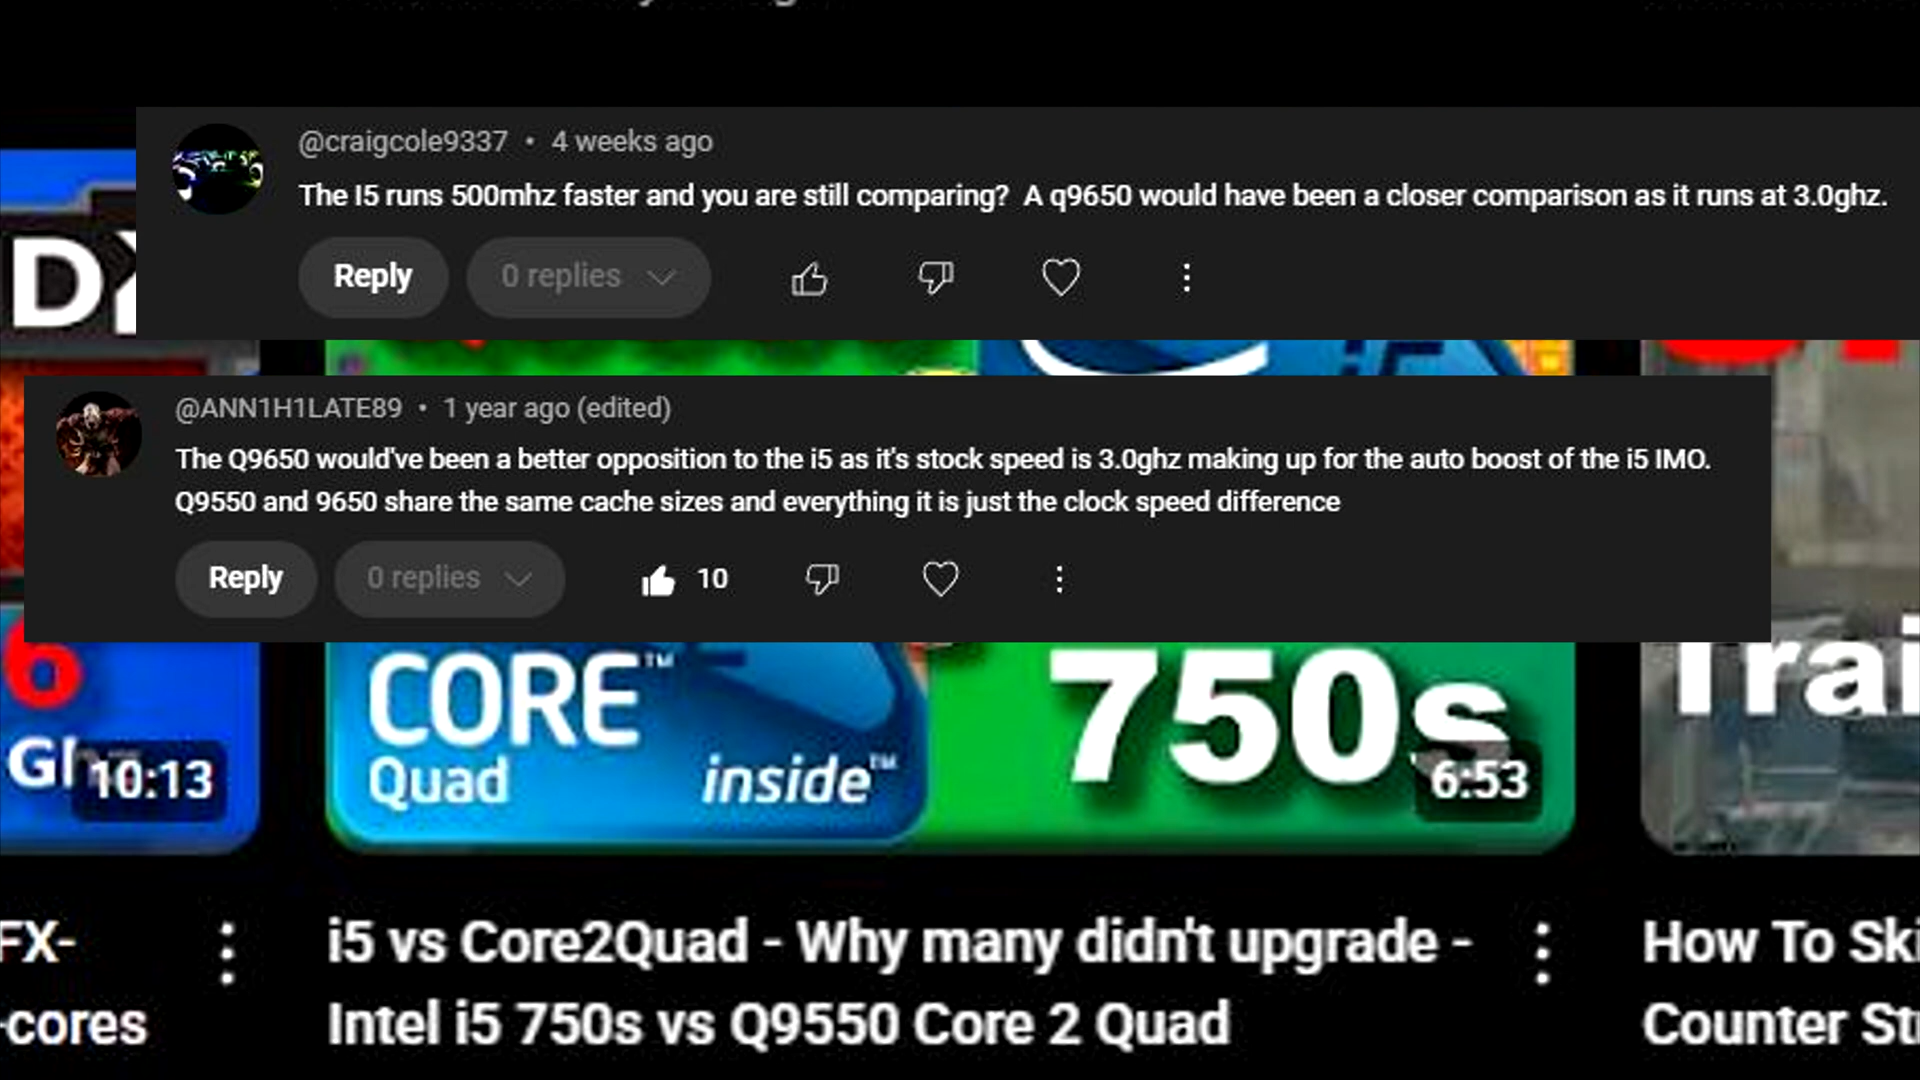 @craigcole9337 • 4 weeks ago
The I5 runs 500mhz faster and you are still comparing? A q9650 would have been a closer comparison as it runs at 3.0ghz.
Reply 0 replies
@ANN1H1LATE89 • 1 year ago (edited)
The Q9650 would've been a better opposition to the i5 as it's stock speed is 3.0ghz making up for the auto boost of the i5 IMO.
Q9550 and 9650 share the same cache sizes and everything it is just the clock speed difference
Reply 0 replies 10
6
10:13
CORE™
Quad inside™
750s
6:53
Trai
FX-
-cores
i5 vs Core2Quad - Why many didn't upgrade -
Intel i5 750s vs Q9550 Core 2 Quad
How To Ski
Counter St